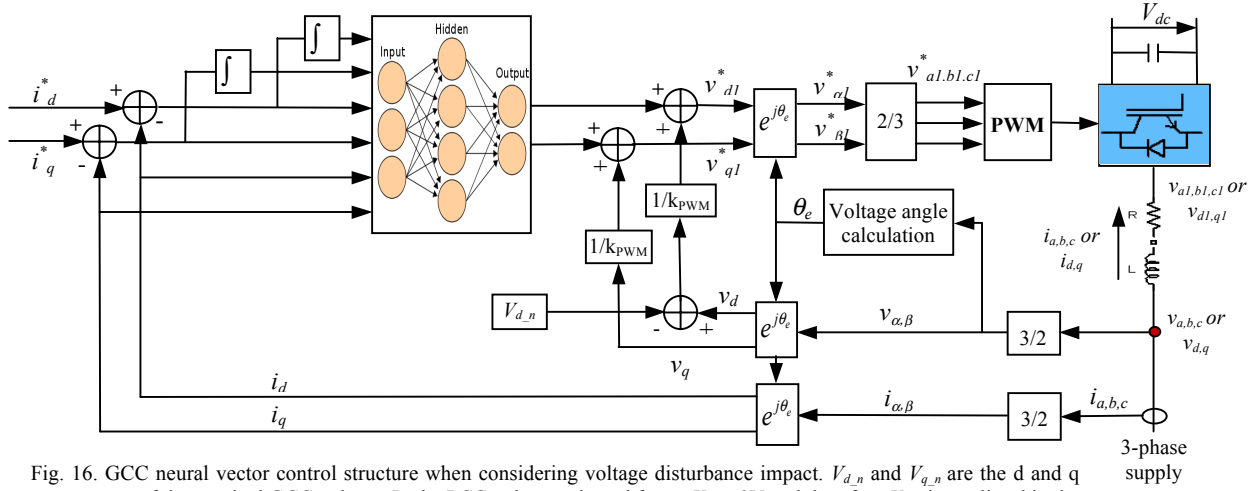 V_dc
∫
∫
Input
Hidden
Output
i*_d
+
-
i*_q
+
-
+
+
v*_d1
+
+
v*_q1
e^jθ_e
v*_α1
v*_β1
2/3
v*_a1.b1.c1
PWM
1/k_PWM
1/k_PWM
θ_e
Voltage angle
calculation
v_a1,b1,c1 or
v_d1,q1
R
L
i_a,b,c or
i_d,q
V_d_n
-
+
v_d
v_q
e^jθ_e
v_α,β
3/2
v_a,b,c or
v_d,q
i_d
i_q
e^jθ_e
i_α,β
3/2
i_a,b,c
3-phase
supply
Fig. 16. GCC neural vector control structure when considering voltage disturbance impact. V_d_n and V_q_n are the d and q